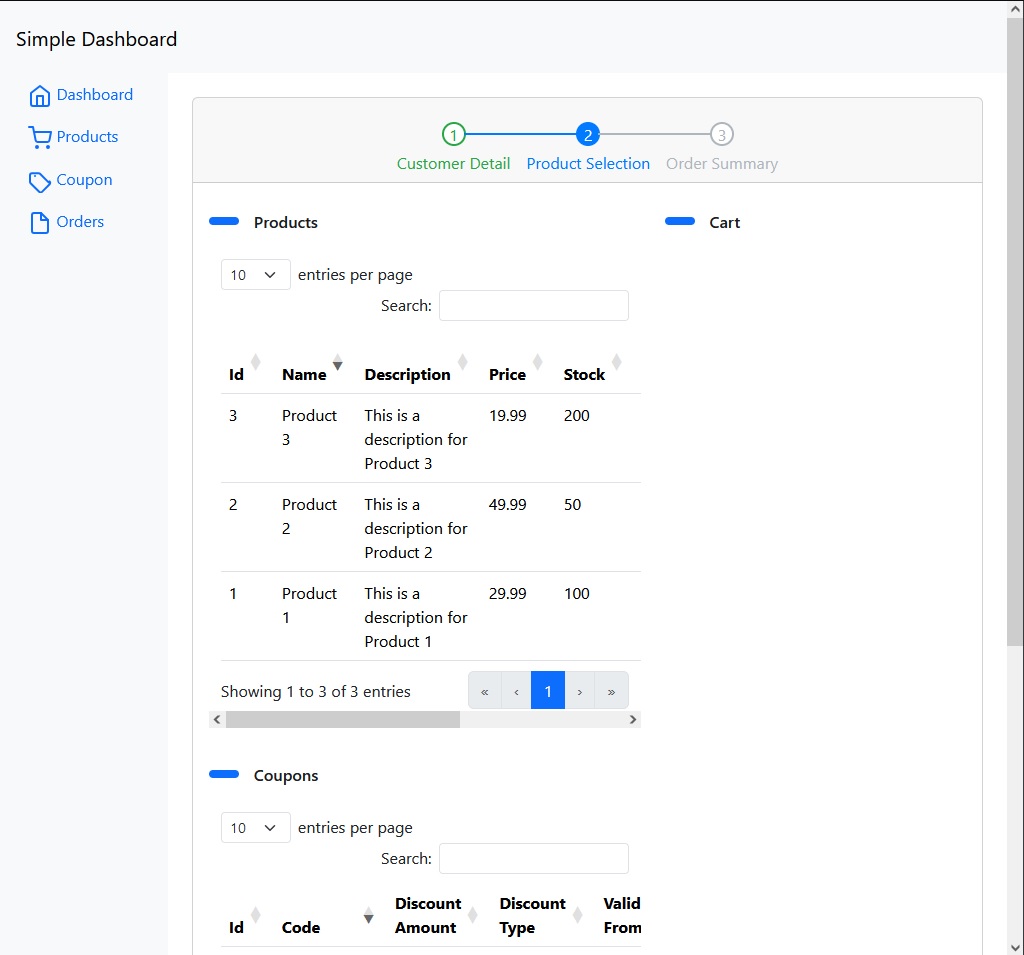 Simple Dashboard
Dashboard
Products
Coupon
Orders
1 2 3
Customer Detail Product Selection Order Summary
Products
10 entries per page
Search:
Id Name Description Price Stock
3 Product 3 This is a description for Product 3 19.99 200
2 Product 2 This is a description for Product 2 49.99 50
1 Product 1 This is a description for Product 1 29.99 100
Showing 1 to 3 of 3 entries « ‹ 1 › »
Coupons
10 entries per page
Search:
Id Code Discount Amount Discount Type Valid From
Cart